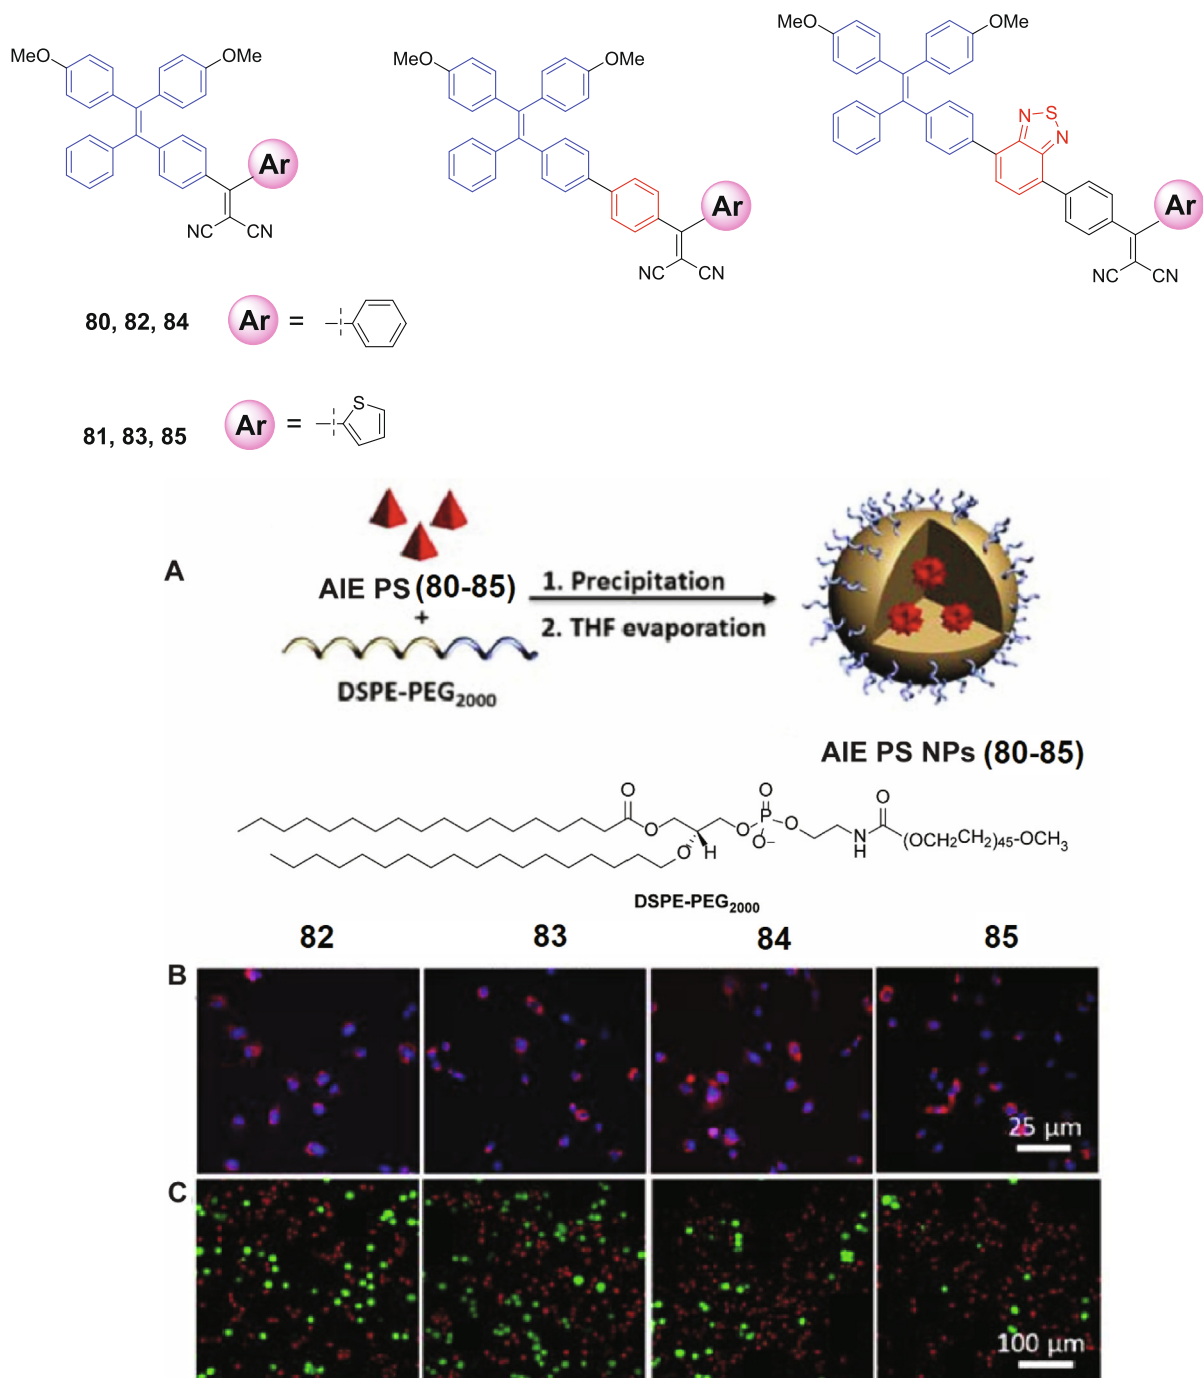 MeO OMe
Ar
NC CN
MeO OMe
Ar
NC CN
MeO OMe
N S N
Ar
NC CN
80, 82, 84 Ar =
81, 83, 85 Ar = S
A
AIE PS (80-85)
+
DSPE-PEG2000
1. Precipitation
2. THF evaporation
AIE PS NPs (80-85)
O O O
O O P O N H (OCH2CH2)45-OCH3
O H O−
DSPE-PEG2000
82 83 84 85
B
25 µm
C
100 µm